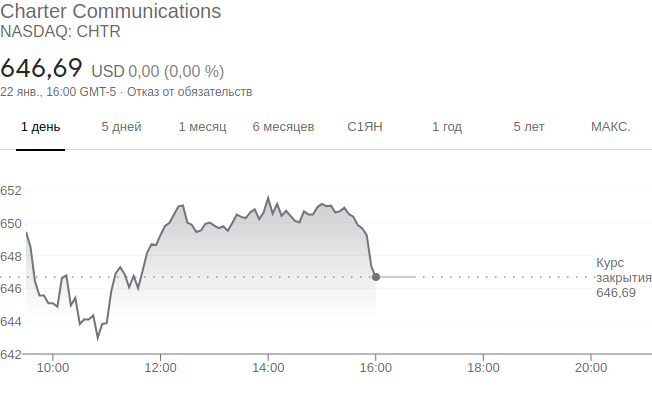 Charter Communications
NASDAQ: CHTR
646,69 USD 0,00 (0,00 %)
22 янв., 16:00 GMT-5 · Отказ от обязательств
1 день 5 дней 1 месяц 6 месяцев С1ЯН 1 год 5 лет МАКС.
652
650
648
Курс
закрытия
646,69
646
644
642
10:00 12:00 14:00 16:00 18:00 20:00